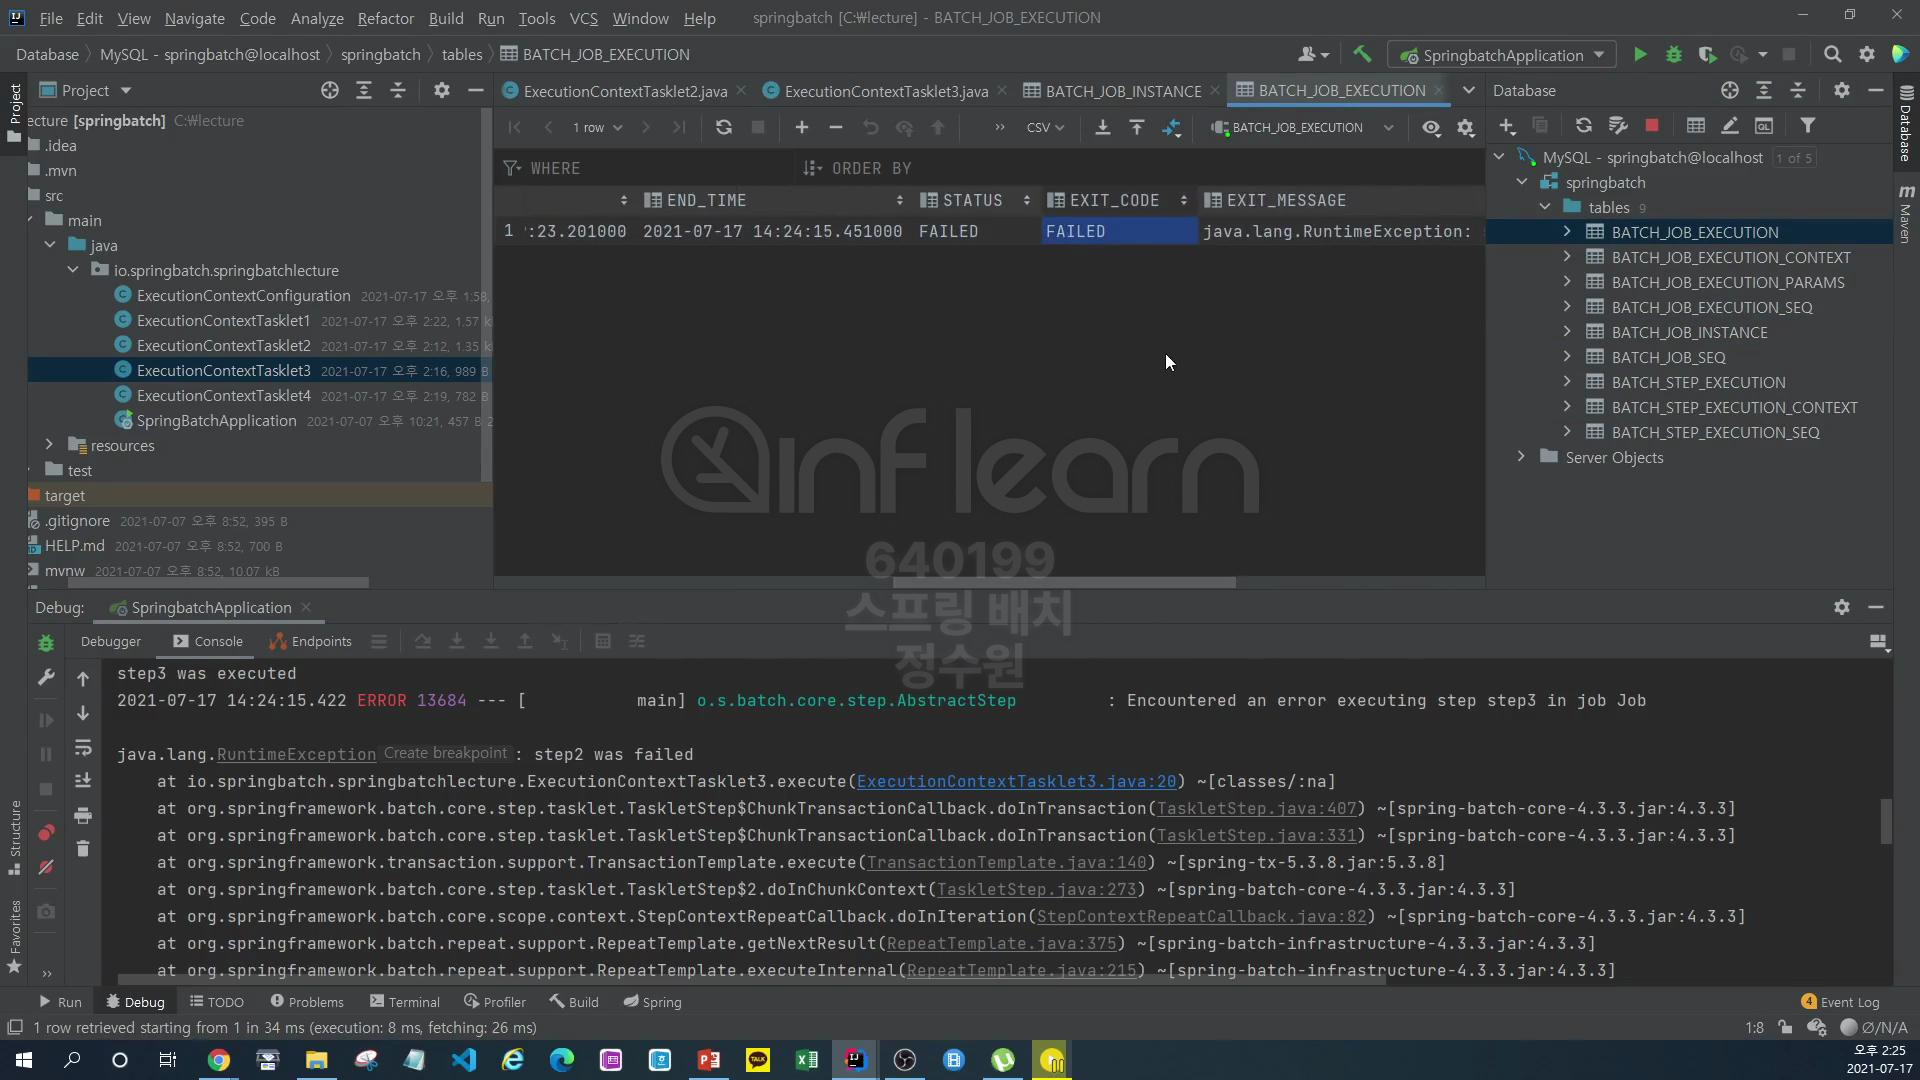 File Edit View Navigate Code Analyze Refactor Build Run Tools VCS Window Help springbatch [C:₩lecture] - BATCH_JOB_EXECUTION
Database MySQL - springbatch@localhost springbatch tables BATCH_JOB_EXECUTION SpringbatchApplication
Project
ExecutionContextTasklet2.java ExecutionContextTasklet3.java BATCH_JOB_INSTANCE BATCH_JOB_EXECUTION
1 row CSV BATCH_JOB_EXECUTION
WHERE ORDER BY
END_TIME STATUS EXIT_CODE EXIT_MESSAGE
1 :23.201000 2021-07-17 14:24:15.451000 FAILED FAILED java.lang.RuntimeException:
Project
ecture [springbatch] C:₩lecture
.idea
.mvn
src
main
java
io.springbatch.springbatchlecture
ExecutionContextConfiguration 2021-07-17 오후 1:58,
ExecutionContextTasklet1 2021-07-17 오후 2:22, 1.57 k
ExecutionContextTasklet2 2021-07-17 오후 2:12, 1.35 k
ExecutionContextTasklet3 2021-07-17 오후 2:16, 989 B
ExecutionContextTasklet4 2021-07-17 오후 2:19, 782 B
SpringBatchApplication 2021-07-07 오후 10:21, 457 B 2
resources
test
target
.gitignore 2021-07-07 오후 8:52, 395 B
HELP.md 2021-07-07 오후 8:52, 700 B
mvnw 2021-07-07 오후 8:52, 10.07 kB
inflearn
640199
스프링 배치
정수원
Database
MySQL - springbatch@localhost 1 of 5
springbatch
tables 9
BATCH_JOB_EXECUTION
BATCH_JOB_EXECUTION_CONTEXT
BATCH_JOB_EXECUTION_PARAMS
BATCH_JOB_EXECUTION_SEQ
BATCH_JOB_INSTANCE
BATCH_JOB_SEQ
BATCH_STEP_EXECUTION
BATCH_STEP_EXECUTION_CONTEXT
BATCH_STEP_EXECUTION_SEQ
Server Objects
Database
Maven
Debug: SpringbatchApplication
Debugger Console Endpoints
step3 was executed
2021-07-17 14:24:15.422 ERROR 13684 --- [ main] o.s.batch.core.step.AbstractStep : Encountered an error executing step step3 in job Job
java.lang.RuntimeException Create breakpoint : step2 was failed
at io.springbatch.springbatchlecture.ExecutionContextTasklet3.execute(ExecutionContextTasklet3.java:20) ~[classes/:na]
at org.springframework.batch.core.step.tasklet.TaskletStep$ChunkTransactionCallback.doInTransaction(TaskletStep.java:407) ~[spring-batch-core-4.3.3.jar:4.3.3]
at org.springframework.batch.core.step.tasklet.TaskletStep$ChunkTransactionCallback.doInTransaction(TaskletStep.java:331) ~[spring-batch-core-4.3.3.jar:4.3.3]
at org.springframework.transaction.support.TransactionTemplate.execute(TransactionTemplate.java:140) ~[spring-tx-5.3.8.jar:5.3.8]
at org.springframework.batch.core.step.tasklet.TaskletStep$2.doInChunkContext(TaskletStep.java:273) ~[spring-batch-core-4.3.3.jar:4.3.3]
at org.springframework.batch.core.scope.context.StepContextRepeatCallback.doInIteration(StepContextRepeatCallback.java:82) ~[spring-batch-core-4.3.3.jar:4.3.3]
at org.springframework.batch.repeat.support.RepeatTemplate.getNextResult(RepeatTemplate.java:375) ~[spring-batch-infrastructure-4.3.3.jar:4.3.3]
at org.springframework.batch.repeat.support.RepeatTemplate.executeInternal(RepeatTemplate.java:215) ~[spring-batch-infrastructure-4.3.3.jar:4.3.3]
Structure
Favorites
Run Debug TODO Problems Terminal Profiler Build Spring 4 Event Log
1 row retrieved starting from 1 in 34 ms (execution: 8 ms, fetching: 26 ms) 1:8 Ø/N/A
오후 2:25
2021-07-17